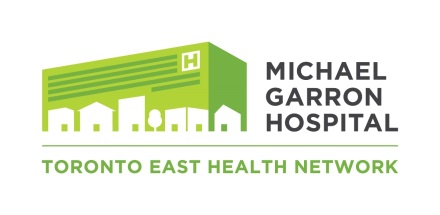 H
MICHAEL
GARRON
HOSPITAL
TORONTO EAST HEALTH NETWORK